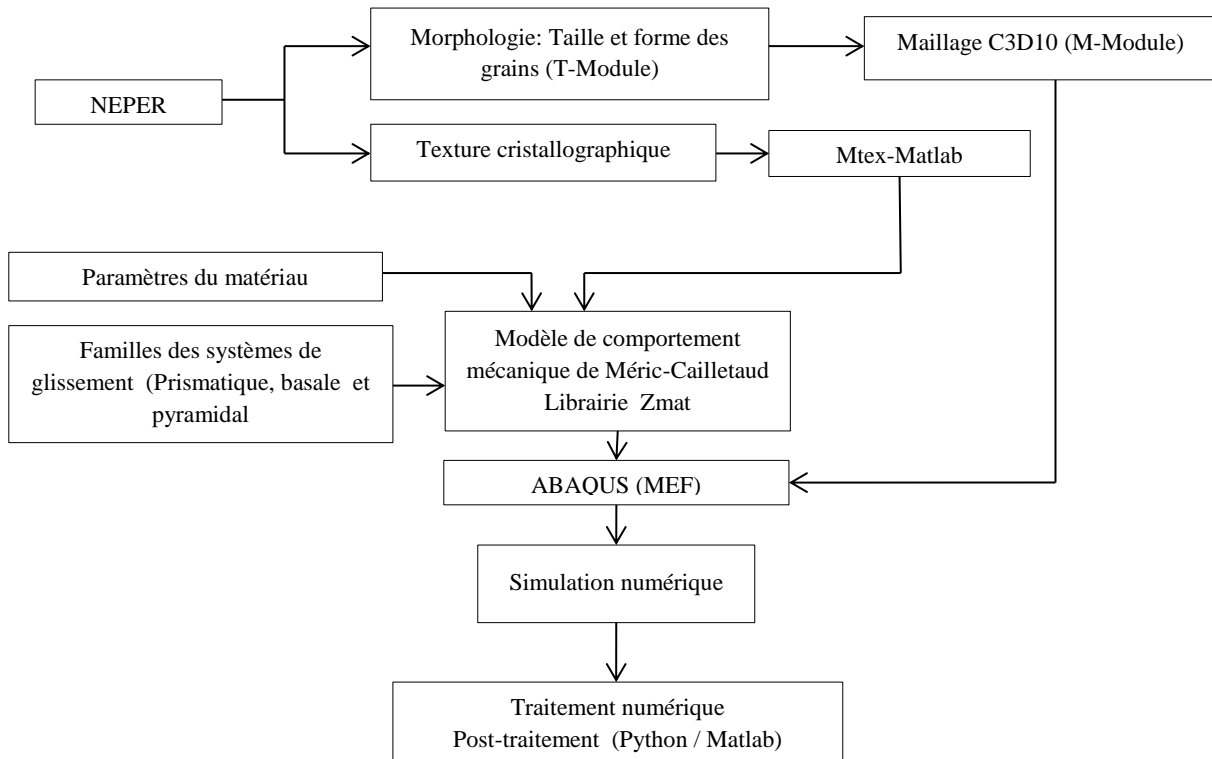 Morphologie: Taille et forme des
grains (T-Module)
Maillage C3D10 (M-Module)
NEPER
Texture cristallographique
Mtex-Matlab
Paramètres du matériau
Familles des systèmes de
glissement (Prismatique, basale et
pyramidal
Modèle de comportement
mécanique de Méric-Cailletaud
Librairie Zmat
ABAQUS (MEF)
Simulation numérique
Traitement numérique
Post-traitement (Python / Matlab)